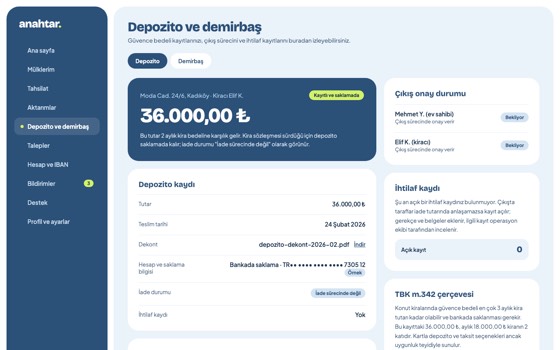 anahtar.
Ana sayfa
Mülklerim
Tahsilat
Aktarımlar
Depozito ve demirbaş
Talepler
Hesap ve IBAN
Bildirimler 3
Destek
Profil ve ayarlar
Depozito ve demirbaş
Güvence bedeli kayıtlarınızı, çıkış sürecini ve ihtilaf kayıtlarını buradan izleyebilirsiniz.
Depozito Demirbaş
Moda Cad. 24/6, Kadıköy · Kiracı Elif K. Kayıtlı ve saklamada
36.000,00 ₺
Bu tutar 2 aylık kira bedeline karşılık gelir. Kira sözleşmesi sürdüğü için depozito
saklamada kalır; iade durumu "İade sürecinde değil" olarak görünür.
Depozito kaydı
Tutar 36.000,00 ₺
Teslim tarihi 24 Şubat 2026
Dekont depozito-dekont-2026-02.pdf İndir
Hesap ve saklama bilgisi Bankada saklama · TR•• •••• •••• •••• 7305 12
Örnek
İade durumu İade sürecinde değil
İhtilaf kaydı Yok
Çıkış onay durumu
Mehmet Y. (ev sahibi) Bekliyor
Çıkış sürecinde onay verir
Elif K. (kiracı) Bekliyor
Çıkış sürecinde onay verir
İhtilaf kaydı
Şu an açık bir ihtilaf kaydınız bulunmuyor. Çıkışta
taraflar iade tutarında anlaşamazsa kayıt açılır;
gerekçe ve belgeler eklenir, ilgili kayıt operasyon
ekibi tarafından incelenir.
Açık kayıt 0
TBK m.342 çerçevesi
Konut kiralarında güvence bedeli en çok 3 aylık kira
tutarı kadar olabilir ve bankada saklanması gerekir.
Bu kayıttaki 36.000,00 ₺, aylık 18.000,00 ₺ kiranın 2
katıdır. Kartla depozito ve taksit seçenekleri ancak
uygunluk teyidiyle sunulur.